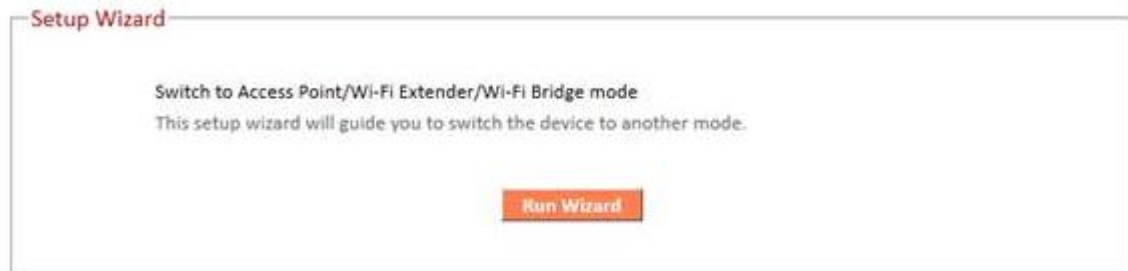 Setup Wizard
Switch to Access Point/Wi-Fi Extender/Wi-Fi Bridge mode
This setup wizard will guide you to switch the device to another mode.
Run Wizard